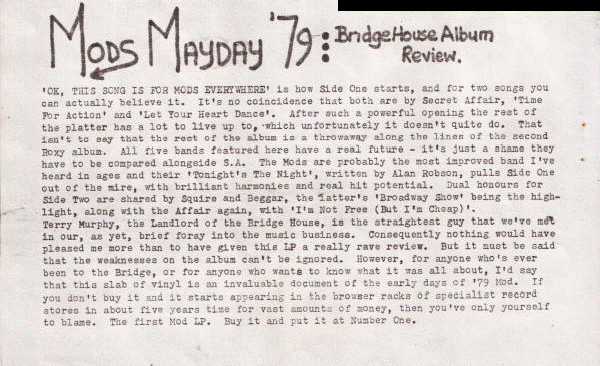 MODS MAYDAY '79 : Bridge House Album
Review.
'OK, THIS SONG IS FOR MODS EVERYWHERE' is how Side One starts, and for two songs you
can actually believe it. It's no coincidence that both are by Secret Affair, 'Time
For Action' and 'Let Your Heart Dance'. After such a powerful opening the rest of
the platter has a lot to live up to, which unfortunately it doesn't quite do. That
isn't to say that the rest of the album is a throwaway along the lines of the second
Roxy album. All five bands featured here have a real future - it's just a shame they
have to be compared alongside S.A. The Mods are probably the most improved band I've
heard in ages and their 'Tonight's The Night', written by Alan Robson, pulls Side One
out of the mire, with brilliant harmonies and real hit potential. Dual honours for
Side Two are shared by Squire and Beggar, the latter's 'Broadway Show' being the high-
light, along with the Affair again, with 'I'm Not Free (But I'm Cheap)'.
Terry Murphy, the Landlord of the Bridge House, is the straightest guy that we've met
in our, as yet, brief foray into the music business. Consequently nothing would have
pleased me more than to have given this LP a really rave review. But it must be said
that the weaknesses on the album can't be ignored. However, for anyone who's ever
been to the Bridge, or for anyone who wants to know what it was all about, I'd say
that this slab of vinyl is an invaluable document of the early days of '79 Mod. If
you don't buy it and it starts appearing in the browser racks of specialist record
stores in about five years time for vast amounts of money, then you've only yourself
to blame. The first Mod LP. Buy it and put it at Number One.